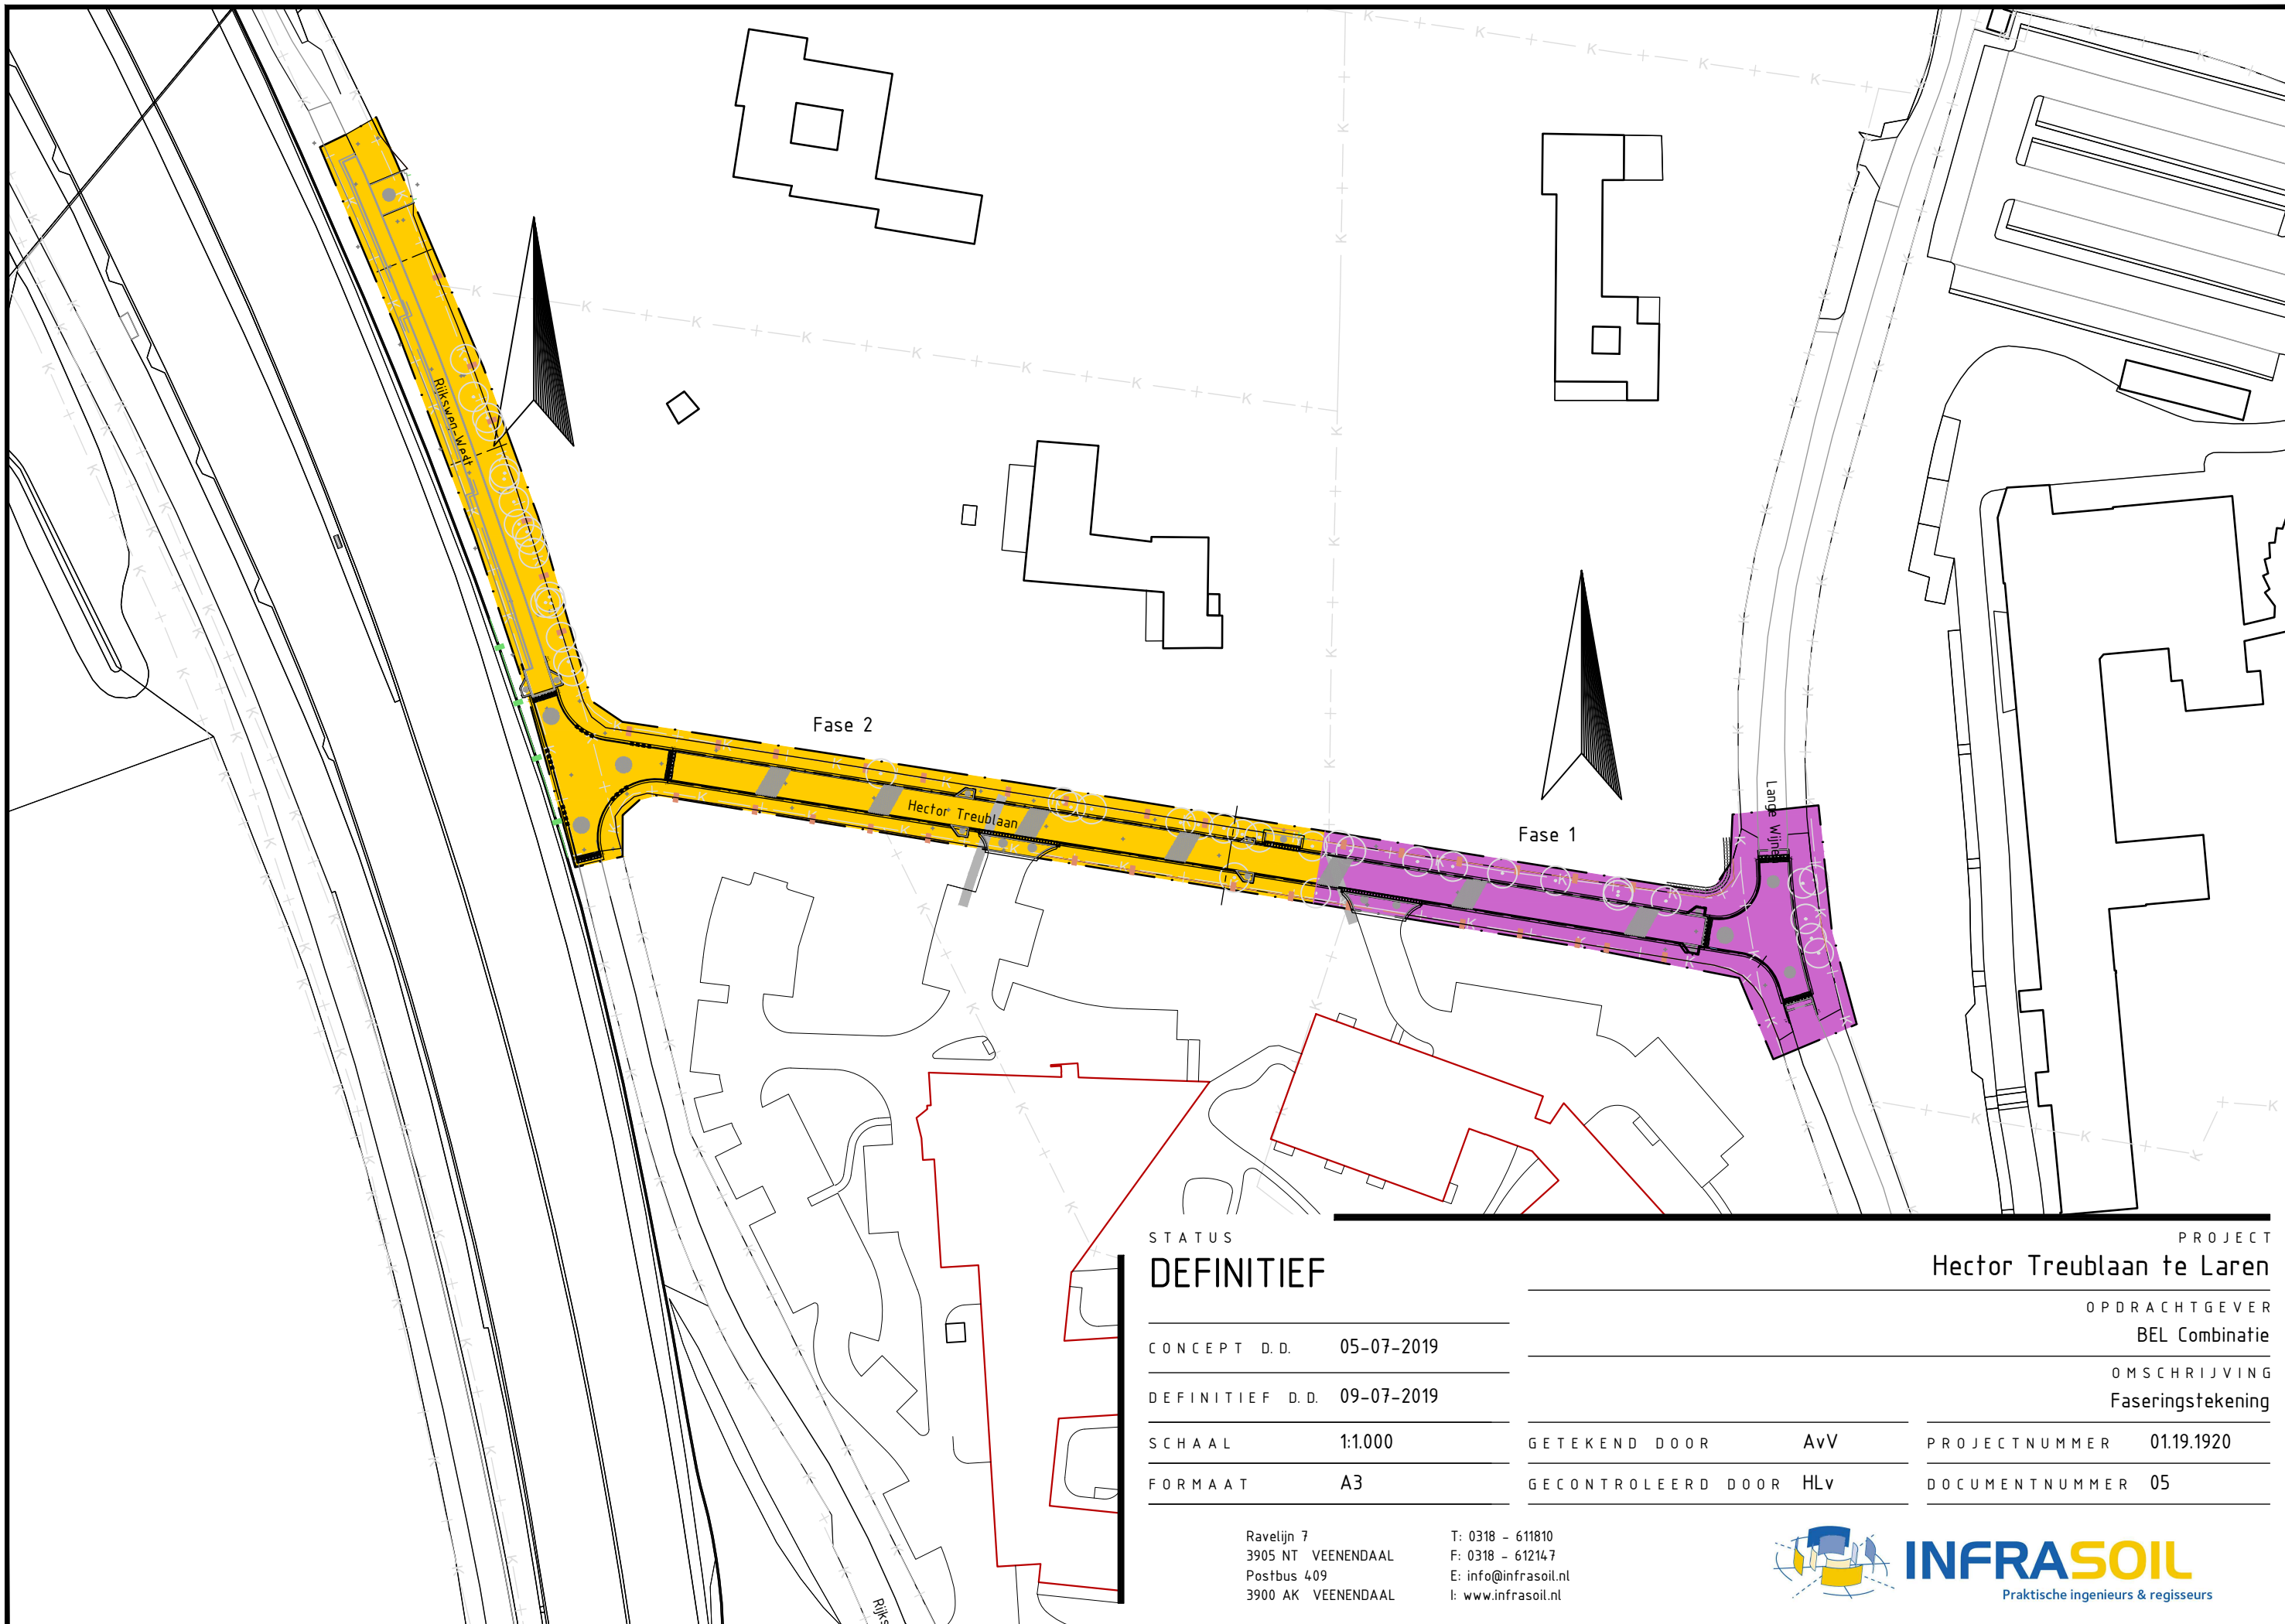 Rijksweg-West
Fase 2
Hector Treublaan
Fase 1
STATUS
DEFINITIEF
CONCEPT D.D. 05-07-2019
DEFINITIEF D.D. 09-07-2019
SCHAAL 1:1.000
FORMAAT A3
PROJECT
Hector Treublaan te Laren
OPDRACHTGEVER
BEL Combinatie
OMSCHRIJVING
Faseringstekening
GETEKEND DOOR AvV
PROJECTNUMMER 01.19.1920
GECONTROLEERD DOOR HLv
DOCUMENTNUMMER 05
Ravelijn 7
3905 NT VEENENDAAL
Postbus 409
3900 AK VEENENDAAL
T: 0318 - 611810
F: 0318 - 612147
E: info@infrasoil.nl
I: www.infrasoil.nl
INFRASOIL
Praktische ingenieurs & regisseurs
Lange Wijne
Rijks